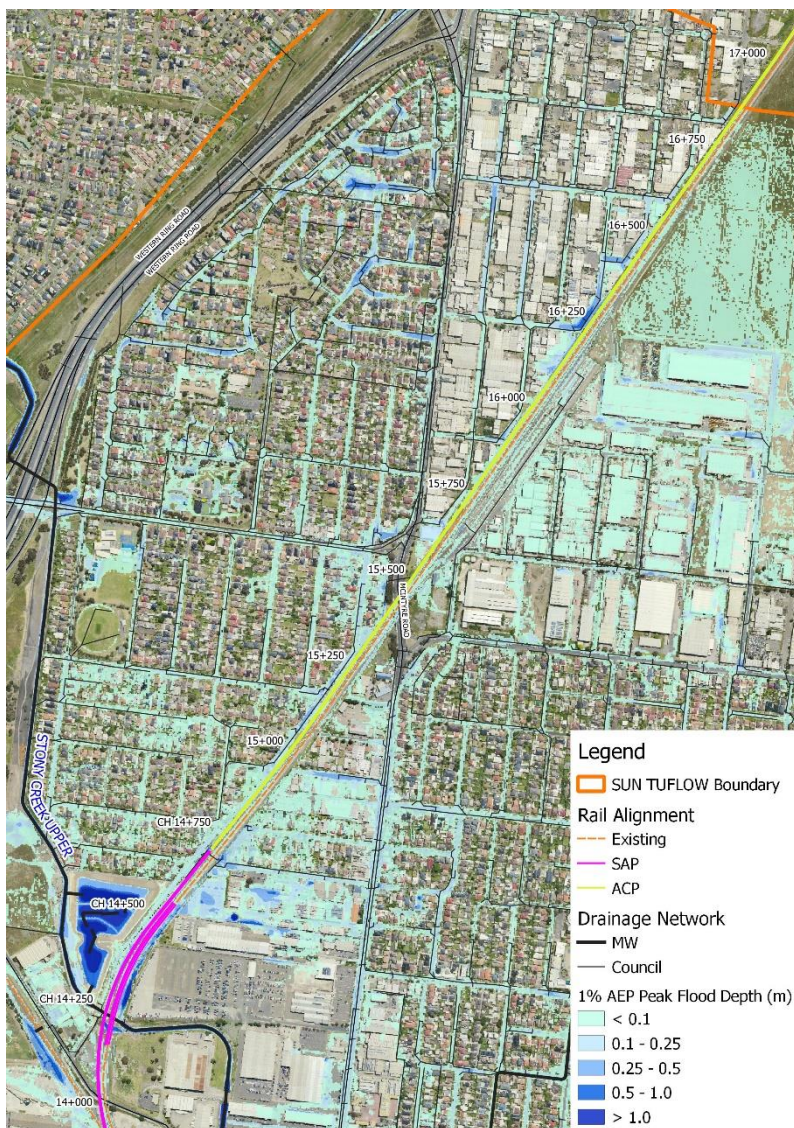 17+000
16+750
WESTERN RING ROAD
WESTERN RING ROAD
16+500
16+250
16+000
15+750
15+500
MCINTYRE ROAD
15+250
15+000
STONY CREEK UPPER
CH 14+750
CH 14+500
CH 14+250
14+000
Legend
SUN TUFLOW Boundary
Rail Alignment
Existing
SAP
ACP
Drainage Network
MW
Council
1% AEP Peak Flood Depth (m)
< 0.1
0.1 - 0.25
0.25 - 0.5
0.5 - 1.0
> 1.0